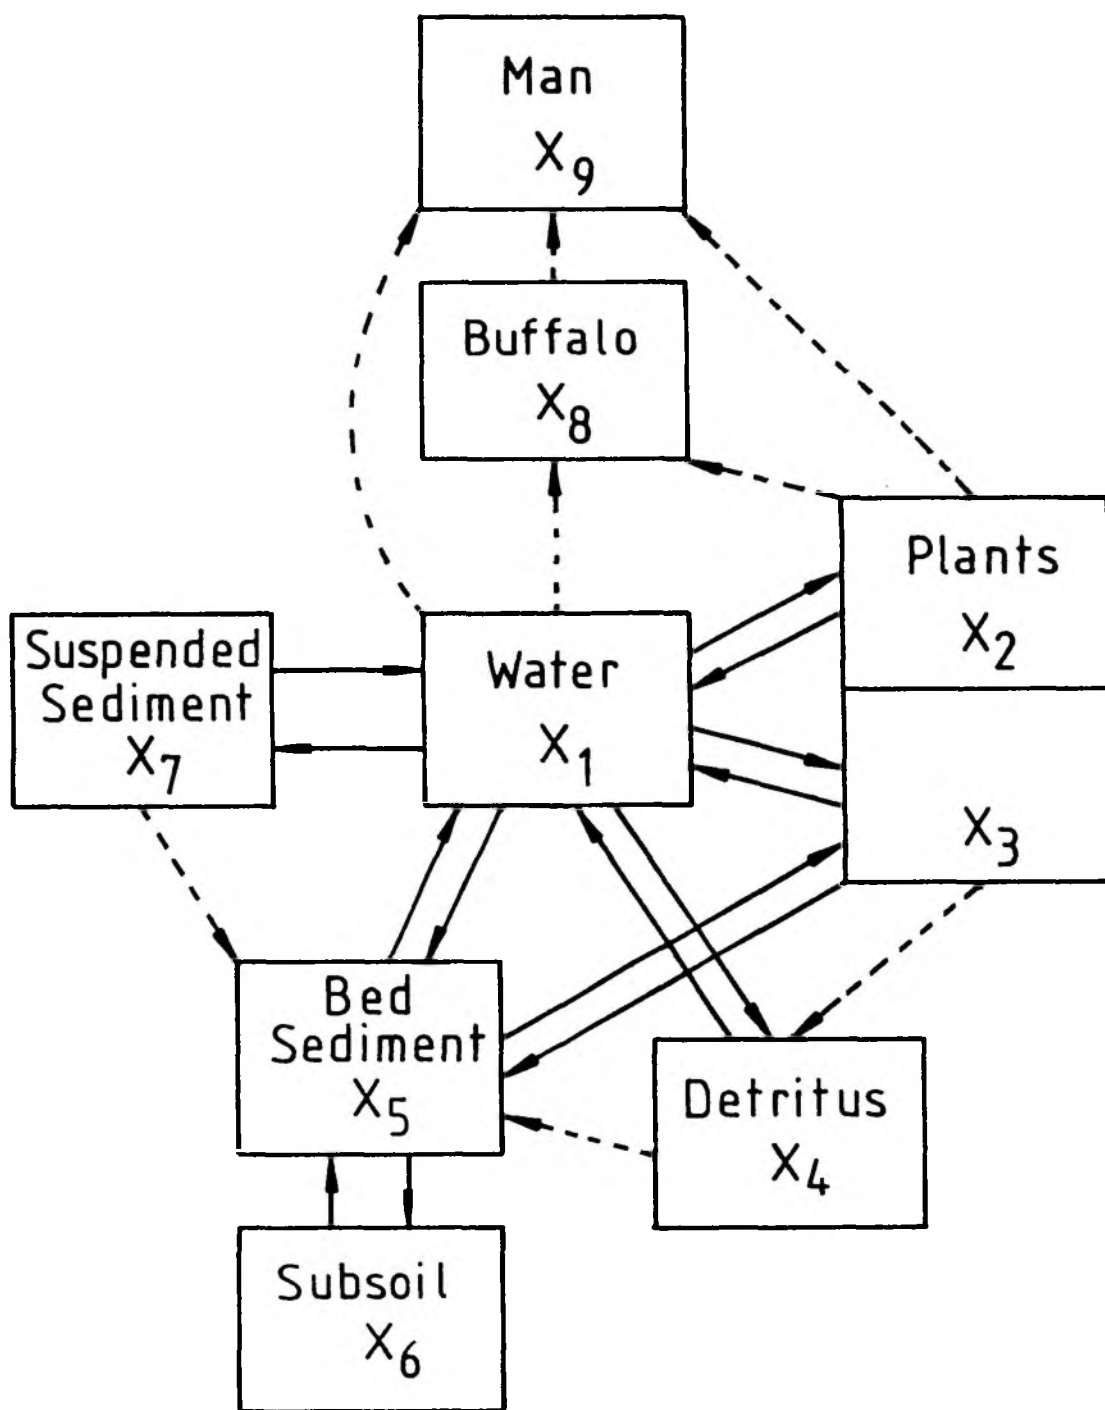 Man
X9
Buffalo
X8
Plants
X2
Suspended
Sediment
X7
Water
X1
X3
Bed
Sediment
X5
Detritus
X4
Subsoil
X6